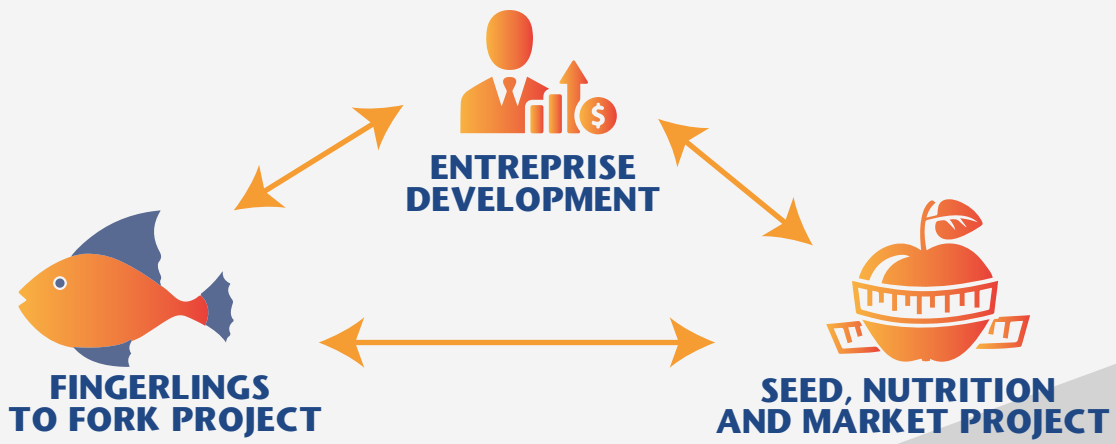 $
ENTREPRISE
DEVELOPMENT
FINGERLINGS
TO FORK PROJECT
SEED, NUTRITION
AND MARKET PROJECT